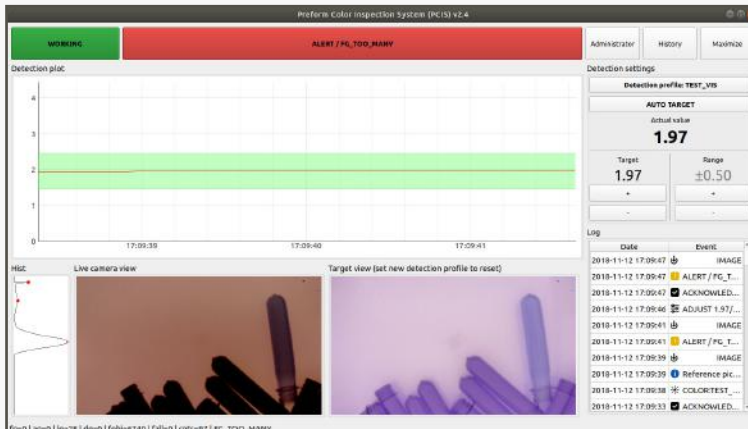 Preform Color Inspection System (PCIS) v2.4
WORKING
ALERT / FG_TOO_MANY
Administrator
History
Maximize
Detection plot
4
3
2
1
0
17:09:39
17:09:40
17:09:41
Detection settings
Detection profile: TEST_VIS
AUTO TARGET
Actual value
1.97
Target
Range
1.97
±0.50
+
+
-
-
Log
Date
Event
2018-11-12 17:09:47 IMAGE
2018-11-12 17:09:47 ALERT / FG_T...
2018-11-12 17:09:47 ACKNOWLED...
2018-11-12 17:09:46 ADJUST 1.97/...
2018-11-12 17:09:41 IMAGE
2018-11-12 17:09:41 ALERT / FG_T...
2018-11-12 17:09:39 IMAGE
2018-11-12 17:09:39 Reference pic...
2018-11-12 17:09:38 COLOR:TEST_...
2018-11-12 17:09:33 ACKNOWLED...
Hist
Live camera view
Target view (set new detection profile to reset)
FG_TOO_MANY